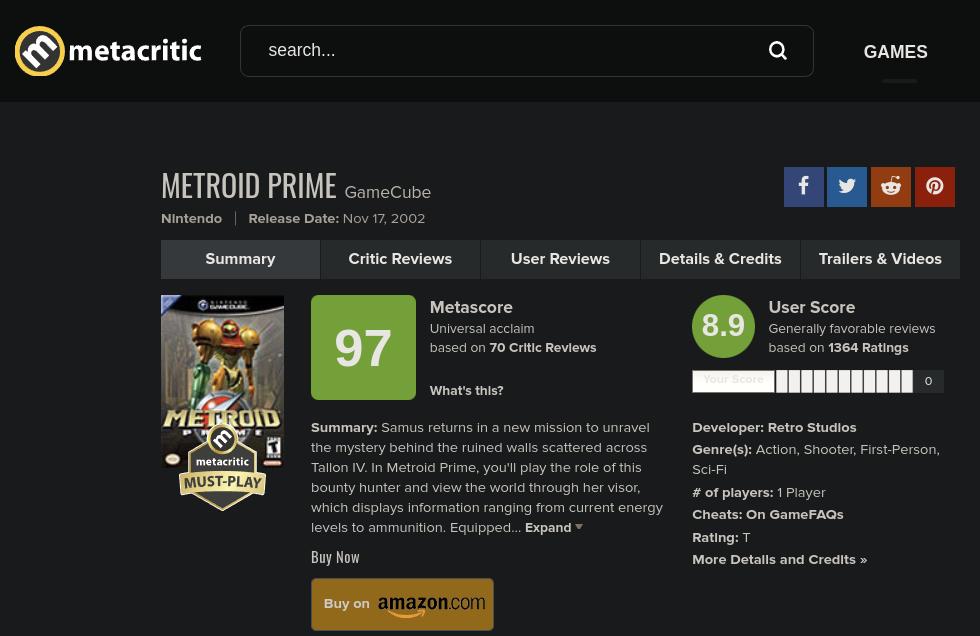 metacritic
search...
GAMES
METROID PRIME GameCube
Nintendo | Release Date: Nov 17, 2002
Summary
Critic Reviews
User Reviews
Details & Credits
Trailers & Videos
NINTENDO
GAMECUBE
METROID
PRIME
metacritic
MUST-PLAY
97
Metascore
Universal acclaim
based on 70 Critic Reviews
What's this?
8.9
User Score
Generally favorable reviews
based on 1364 Ratings
Your Score
0
Summary: Samus returns in a new mission to unravel
the mystery behind the ruined walls scattered across
Tallon IV. In Metroid Prime, you'll play the role of this
bounty hunter and view the world through her visor,
which displays information ranging from current energy
levels to ammunition. Equipped... Expand
Buy Now
Buy on amazon.com
Developer: Retro Studios
Genre(s): Action, Shooter, First-Person,
Sci-Fi
# of players: 1 Player
Cheats: On GameFAQs
Rating: T
More Details and Credits »